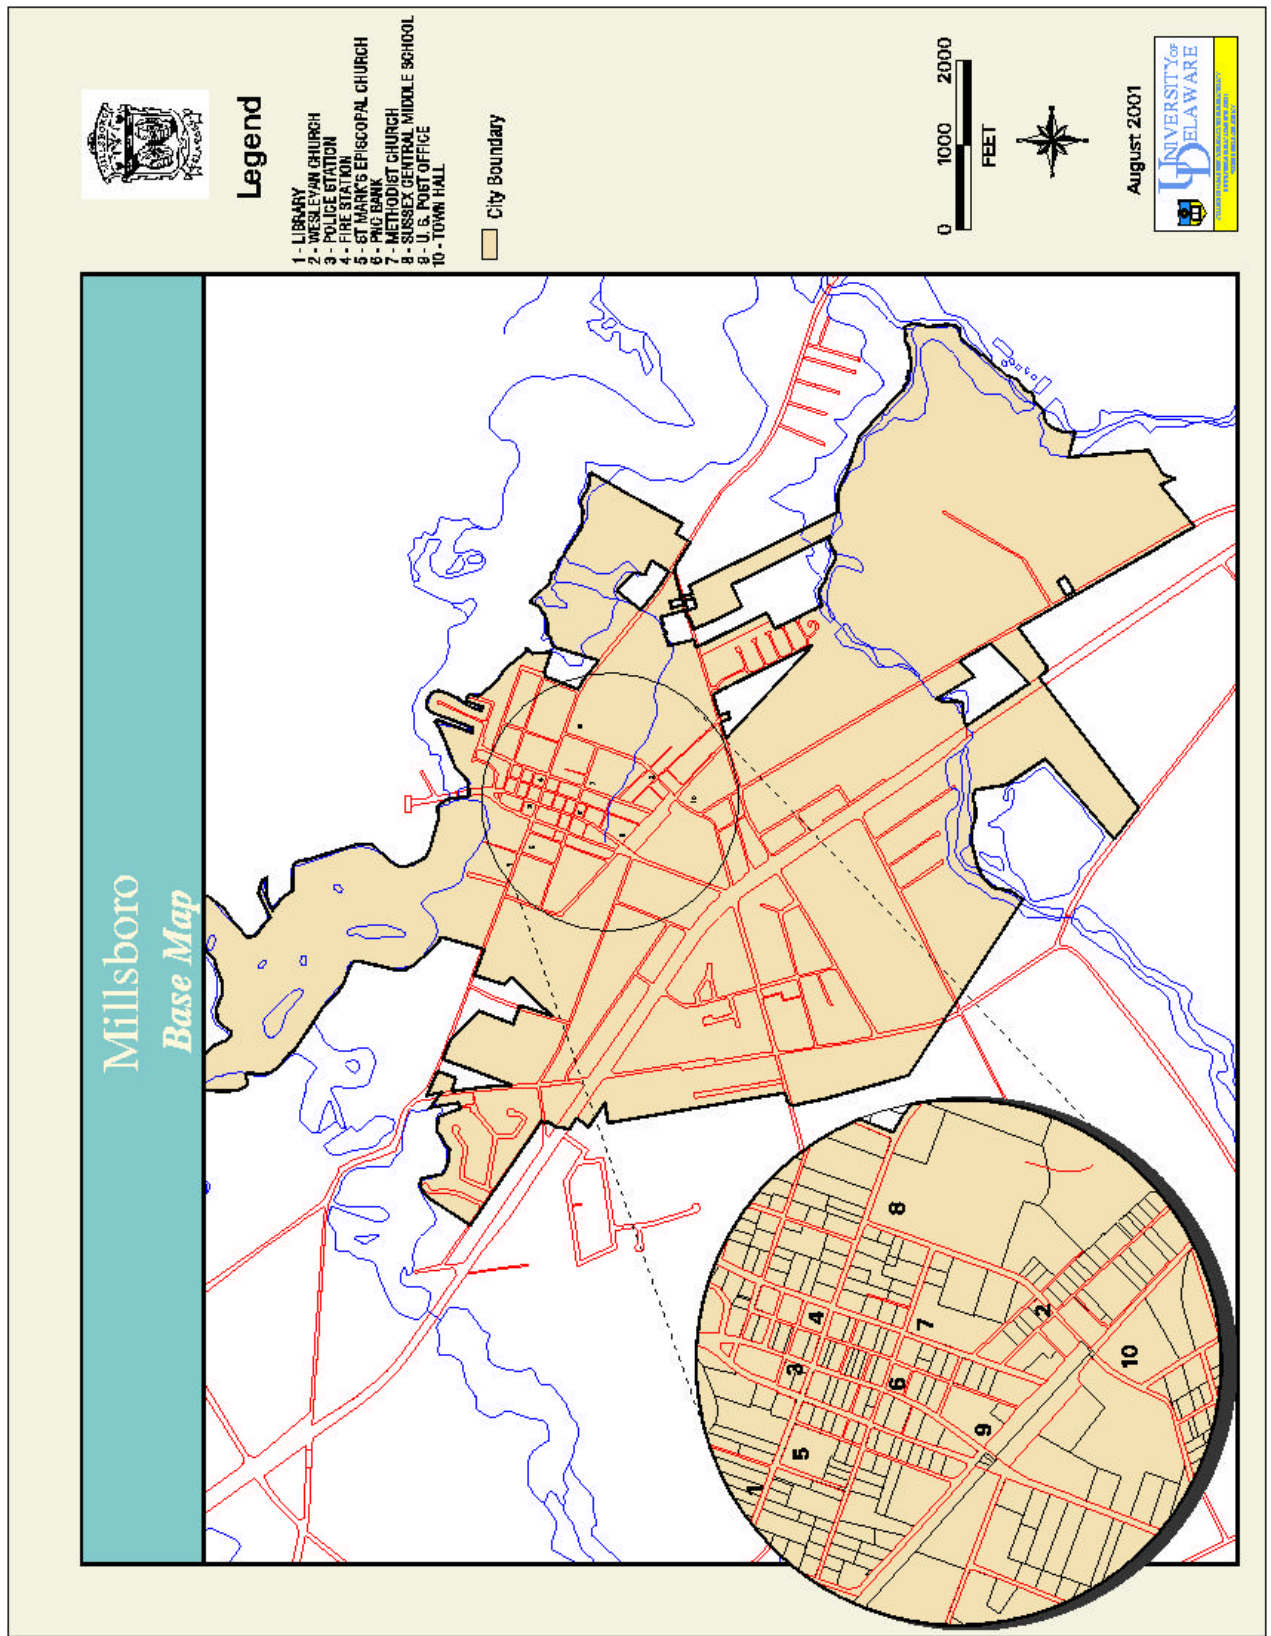 Millsboro
Base Map
Legend
1 - LIBRARY
2 - WESLEYAN CHURCH
3 - POLICE STATION
4 - FIRE STATION
5 - ST MARK'S EPISCOPAL CHURCH
6 - PNC BANK
7 - METHODIST CHURCH
8 - SUSSEX CENTRAL MIDDLE SCHOOL
9 - U. S. POST OFFICE
10 - TOWN HALL
City Boundary
0 1000 2000
FEET
August 2001
UNIVERSITY OF
DELAWARE
1
5
3
4
8
6
7
9
2
10